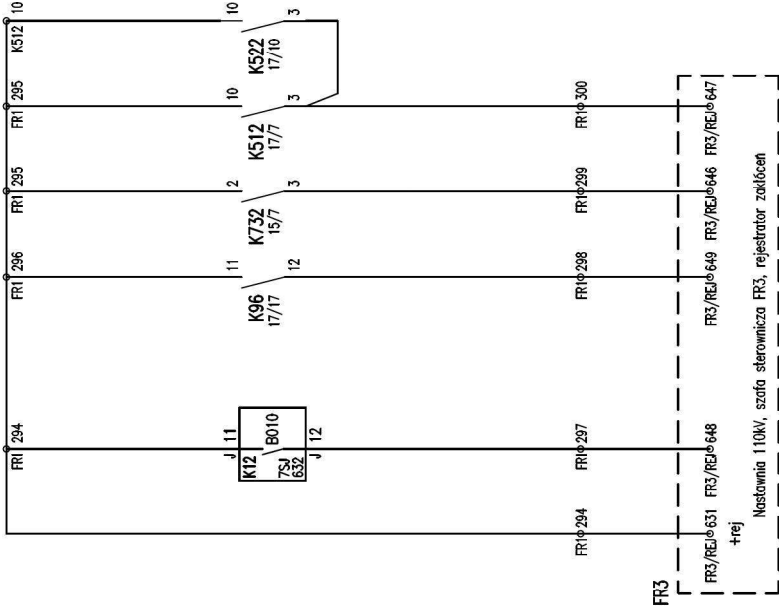 FRI 294
FR1 296
FR1 295
FR1 295
K512 10
J 11
11
2
10
10
K12
B010
7SJ
632
K96
17/17
K732
15/7
K512
17/7
K522
17/10
J 12
12
3
3
3
FR1 294
FRI 297
FR1 298
FR1 299
FR1 300
FR3
FR3/REJ 631
FR3/REJ 648
FR3/REJ 649
FR3/REJ 646
FR3/REJ 647
+rej
Nastawnia 110kV, szafa sterownicza FR3, rejestrator zakłóceń